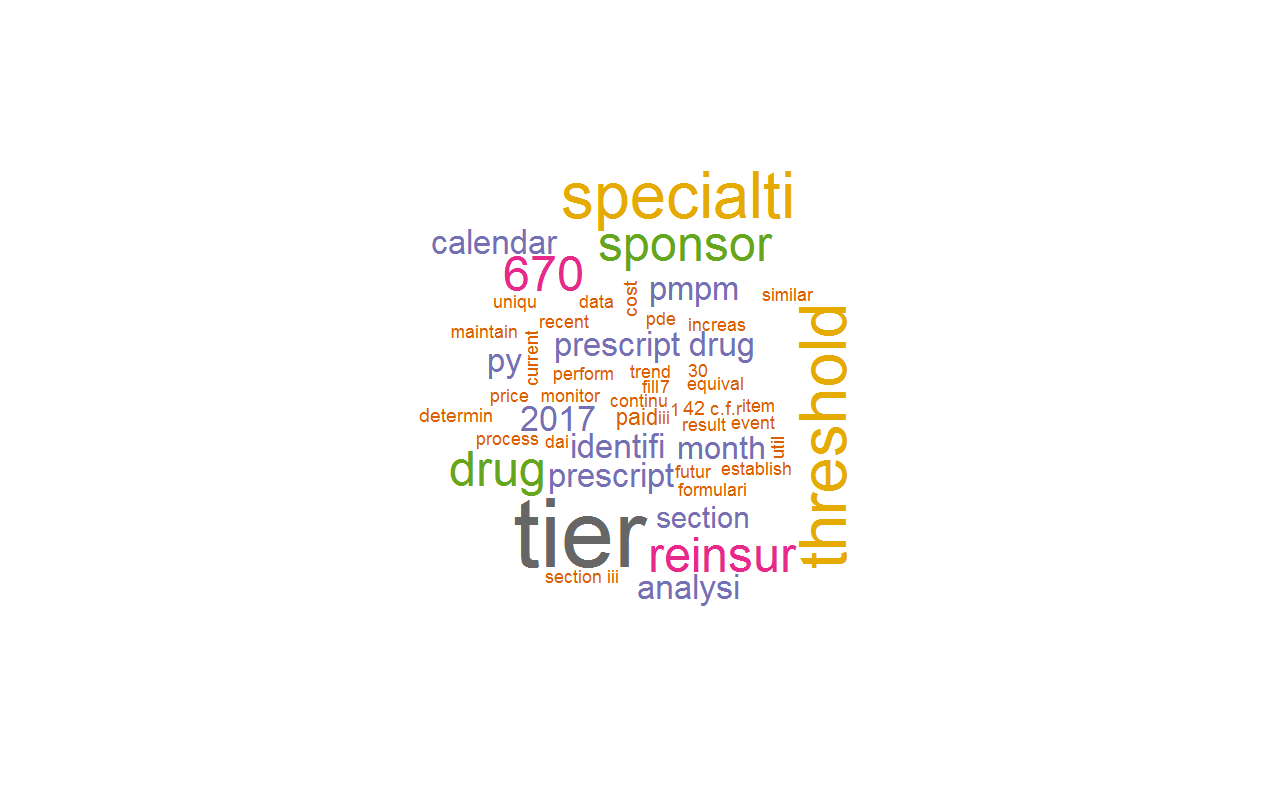 specialti
calendar
sponsor
670
pmpm
similar
cost
uniqu
data
threshold
recent
pde
increas
maintain
current
prescript drug
py
perform
trend
30
fill7
equival
price
monitor
continu
determin
2017
paid
iii
1
42 c.f.r
item
result
event
process
dai
identifi
month
util
drug
prescript
futur
establish
formulari
tier
section
reinsur
section iii
analysi